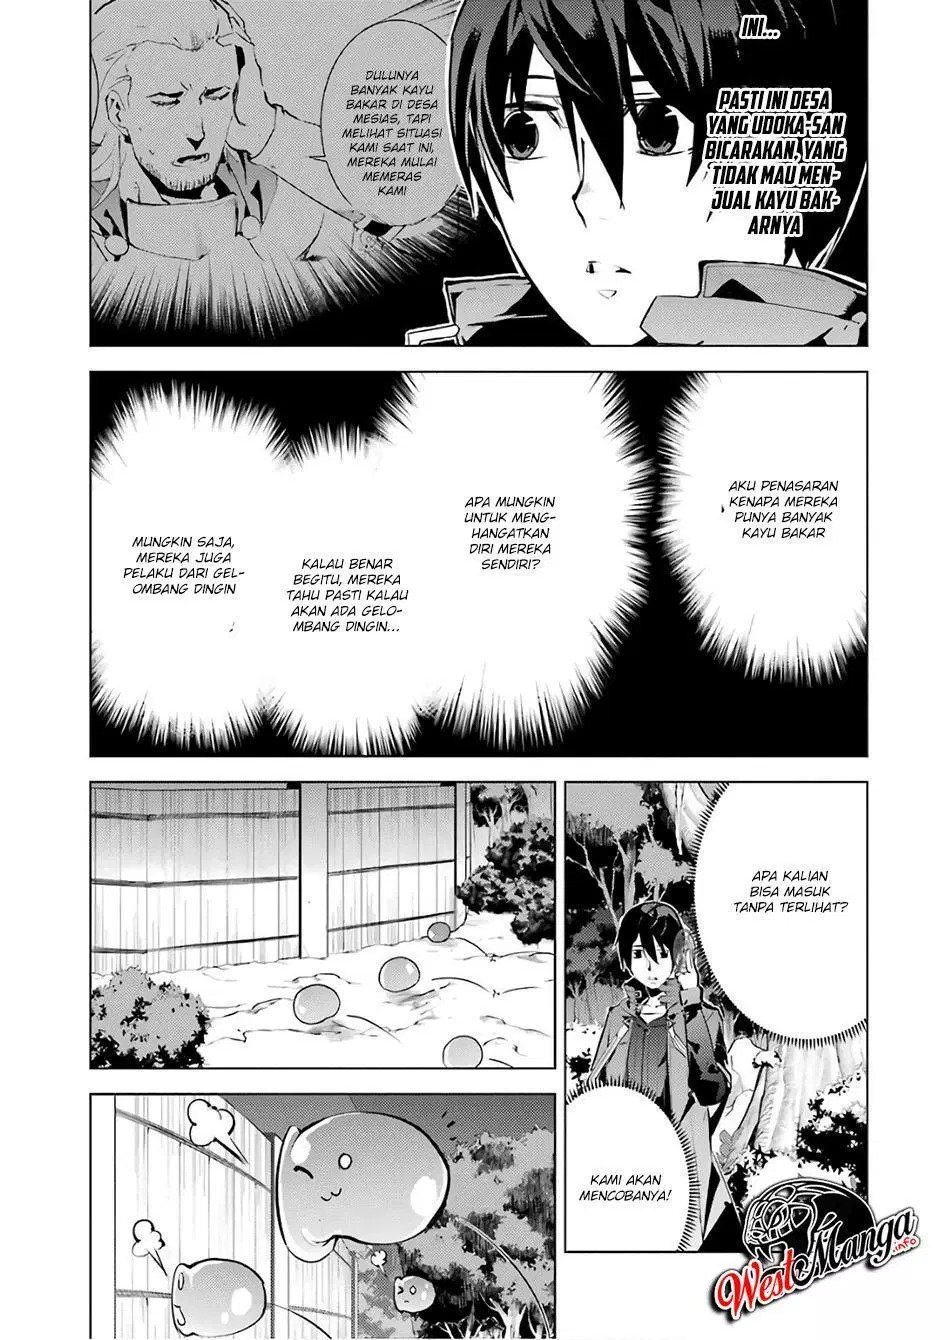 INI...
PASTI INI DESA
YANG UDOKA-SAN
BICARAKAN, YANG
TIDAK MAU MEN-
JUAL KAYU BAK-
ARNYA
DULUNYA
BANYAK KAYU
BAKAR DI DESA
MESIAS, TAPI
MELIHAT SITUASI
KAMI SAAT INI,
MEREKA MULAI
MEMERAS
KAMI
AKU PENASARAN
KENAPA MEREKA
PUNYA BANYAK
KAYU BAKAR
APA MUNGKIN
UNTUK MENG-
HANGATKAN
DIRI MEREKA
SENDIRI?
KALAU BENAR
BEGITU, MEREKA
TAHU PASTI KALAU
AKAN ADA GELO-
MBANG DINGIN...
MUNGKIN SAJA,
MEREKA JUGA
PELAKU DARI GEL-
OMBANG DINGIN
APA KALIAN
BISA MASUK
TANPA TERLIHAT?
KAMI AKAN
MENCOBANYA!
WestManga
.info